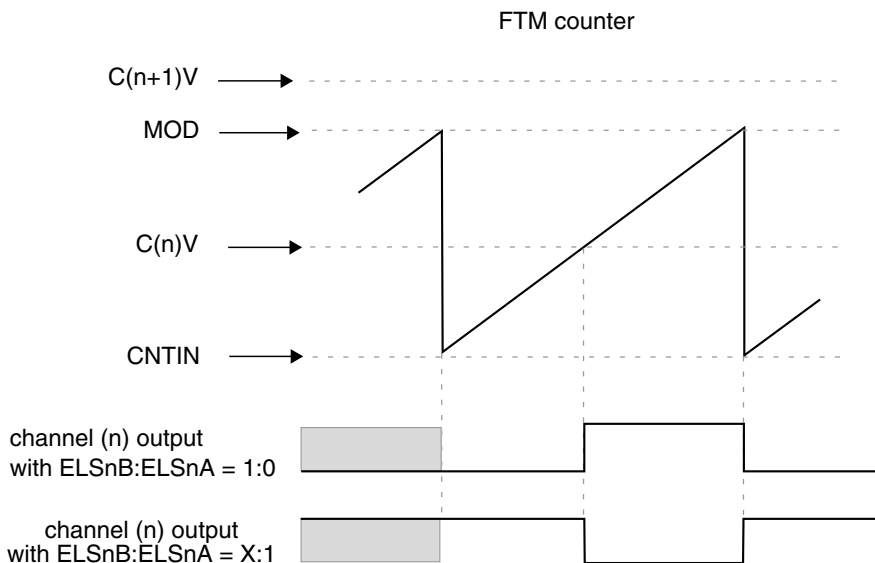 FTM counter
C(n+1)V
MOD
C(n)V
CNTIN
channel (n) output
with ELSnB:ELSnA = 1:0
channel (n) output
with ELSnB:ELSnA = X:1